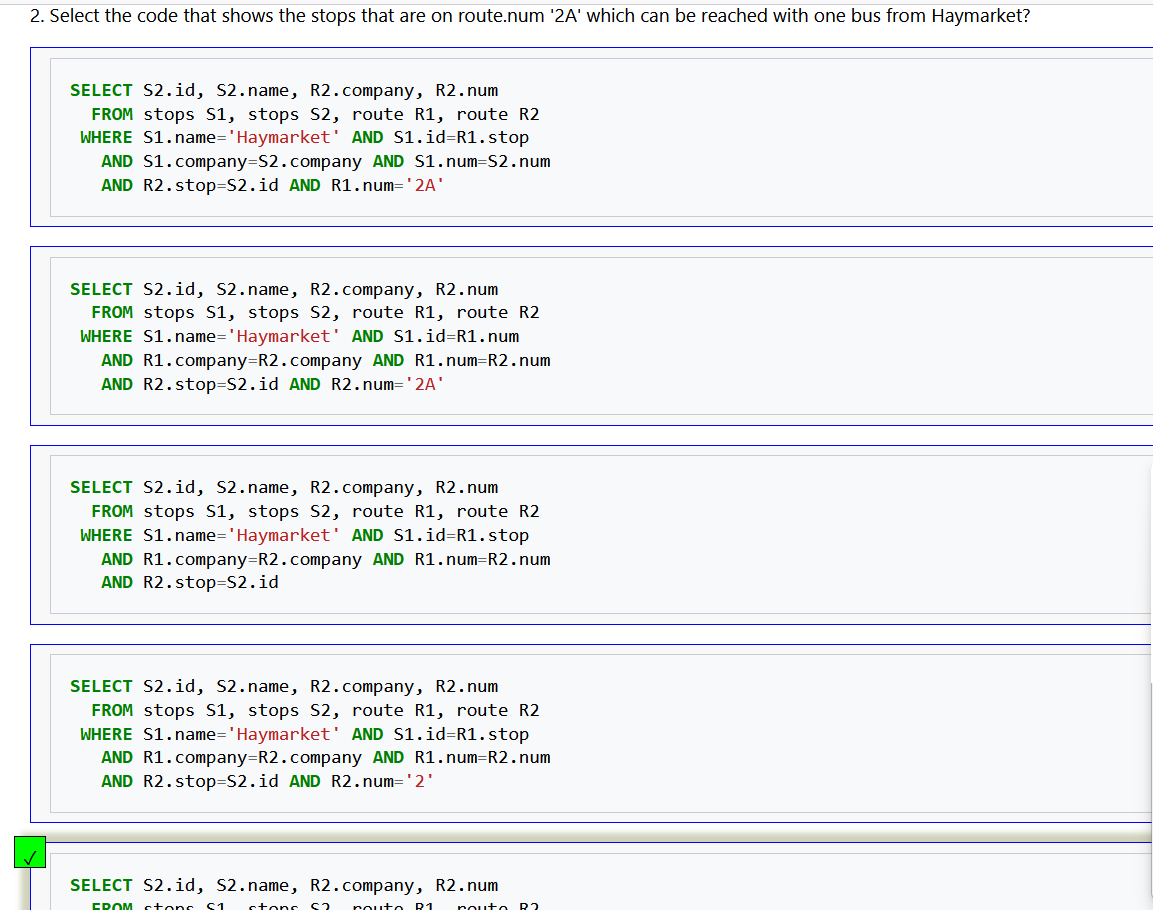 2. Select the code that shows the stops that are on route.num '2A' which can be reached with one bus from Haymarket?
SELECT S2.id, S2.name, R2.company, R2.num
FROM stops S1, stops S2, route R1, route R2
WHERE S1.name='Haymarket' AND S1.id=R1.stop
AND S1.company=S2.company AND S1.num=S2.num
AND R2.stop=S2.id AND R1.num='2A'
SELECT S2.id, S2.name, R2.company, R2.num
FROM stops S1, stops S2, route R1, route R2
WHERE S1.name='Haymarket' AND S1.id=R1.num
AND R1.company=R2.company AND R1.num=R2.num
AND R2.stop=S2.id AND R2.num='2A'
SELECT S2.id, S2.name, R2.company, R2.num
FROM stops S1, stops S2, route R1, route R2
WHERE S1.name='Haymarket' AND S1.id=R1.stop
AND R1.company=R2.company AND R1.num=R2.num
AND R2.stop=S2.id
SELECT S2.id, S2.name, R2.company, R2.num
FROM stops S1, stops S2, route R1, route R2
WHERE S1.name='Haymarket' AND S1.id=R1.stop
AND R1.company=R2.company AND R1.num=R2.num
AND R2.stop=S2.id AND R2.num='2'
✓
SELECT S2.id, S2.name, R2.company, R2.num
FROM stops S1, stops S2, route R1, route R2